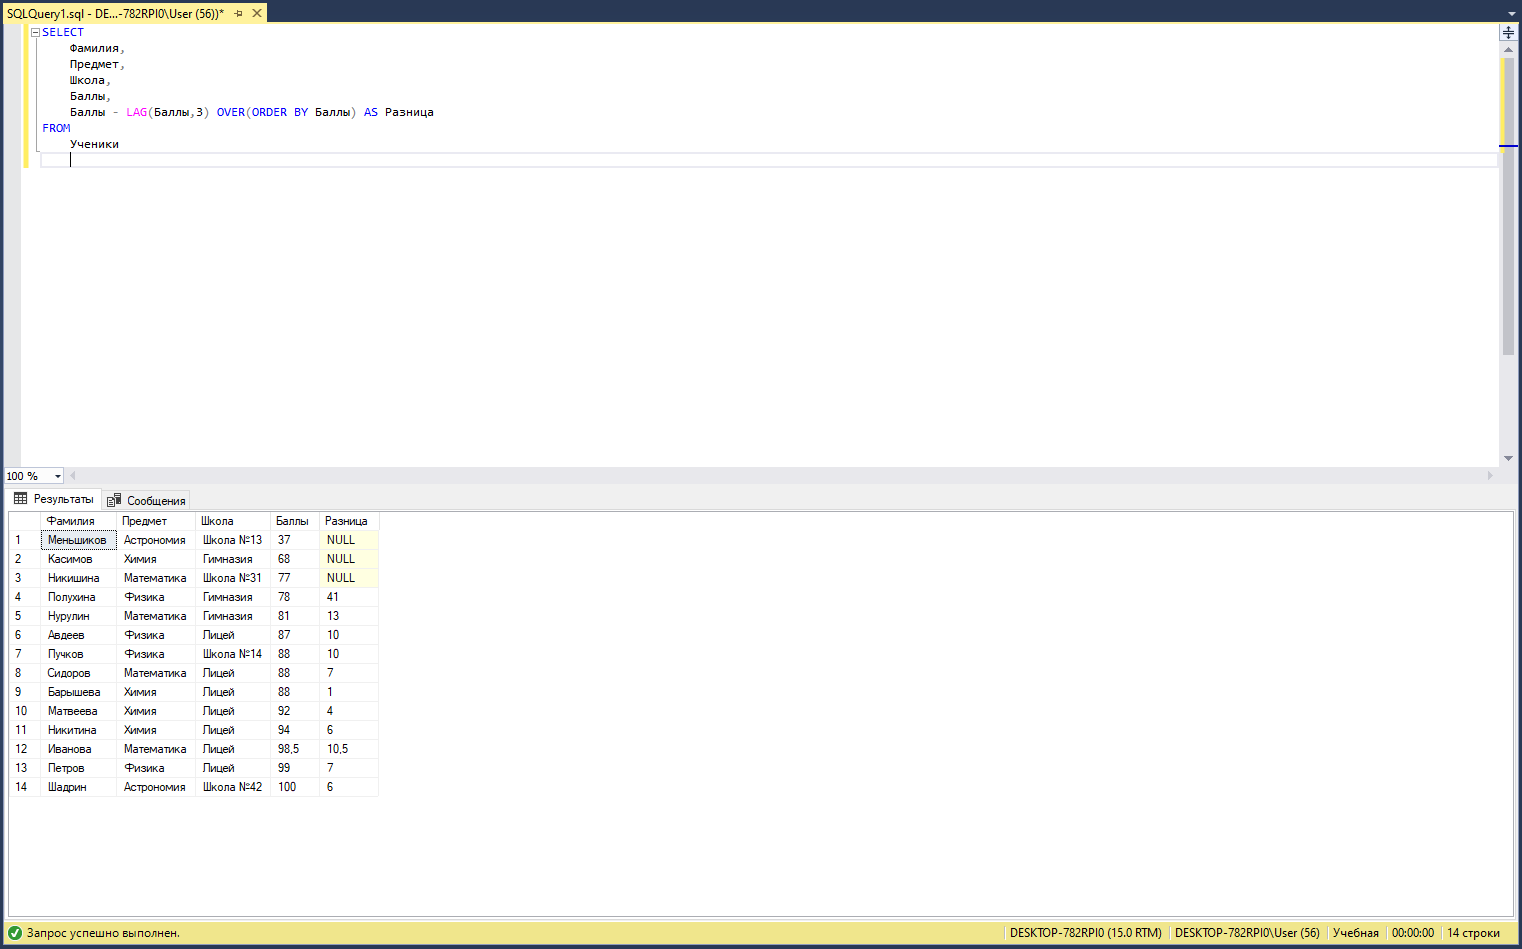 SQLQuery1.sql - DE...-782RPI0\User (56))*
SELECT
Фамилия,
Предмет,
Школа,
Баллы,
Баллы - LAG(Баллы,3) OVER(ORDER BY Баллы) AS Разница
FROM
Ученики
100 %
Результаты Сообщения
Фамилия Предмет Школа Баллы Разница
1 Меньшиков Астрономия Школа №13 37 NULL
2 Касимов Химия Гимназия 68 NULL
3 Никишина Математика Школа №31 77 NULL
4 Полухина Физика Гимназия 78 41
5 Нурулин Математика Гимназия 81 13
6 Авдеев Физика Лицей 87 10
7 Пучков Физика Школа №14 88 10
8 Сидоров Математика Лицей 88 7
9 Барышева Химия Лицей 88 1
10 Матвеева Химия Лицей 92 4
11 Никитина Химия Лицей 94 6
12 Иванова Математика Лицей 98,5 10,5
13 Петров Физика Лицей 99 7
14 Шадрин Астрономия Школа №42 100 6
Запрос успешно выполнен. DESKTOP-782RPI0 (15.0 RTM) DESKTOP-782RPI0\User (56) Учебная 00:00:00 14 строки